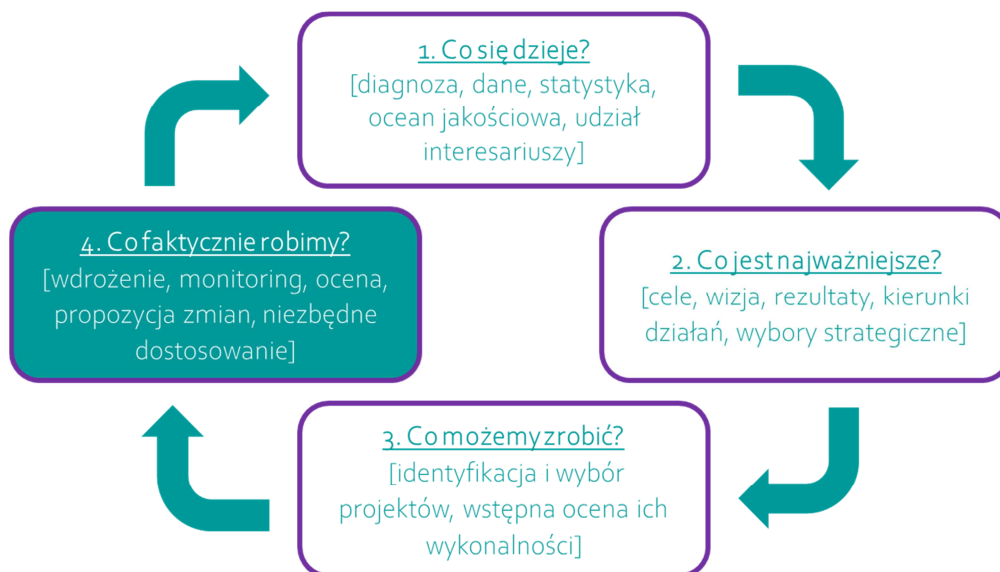 1. Co się dzieje?
[diagnoza, dane, statystyka,
ocean jakościowa, udział
interesariuszy]
2. Co jest najważniejsze?
[cele, wizja, rezultaty, kierunki
działań, wybory strategiczne]
3. Co możemy zrobić?
[identyfikacja i wybór
projektów, wstępna ocena ich
wykonalności]
4. Co faktycznie robimy?
[wdrożenie, monitoring, ocena,
propozycja zmian, niezbędne
dostosowanie]